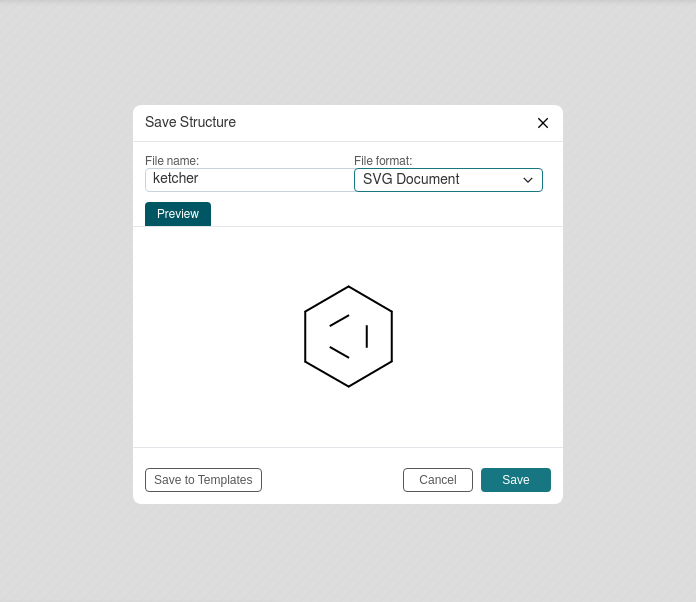 Save Structure
File name:
File format:
ketcher
SVG Document
Preview
Save to Templates
Cancel
Save